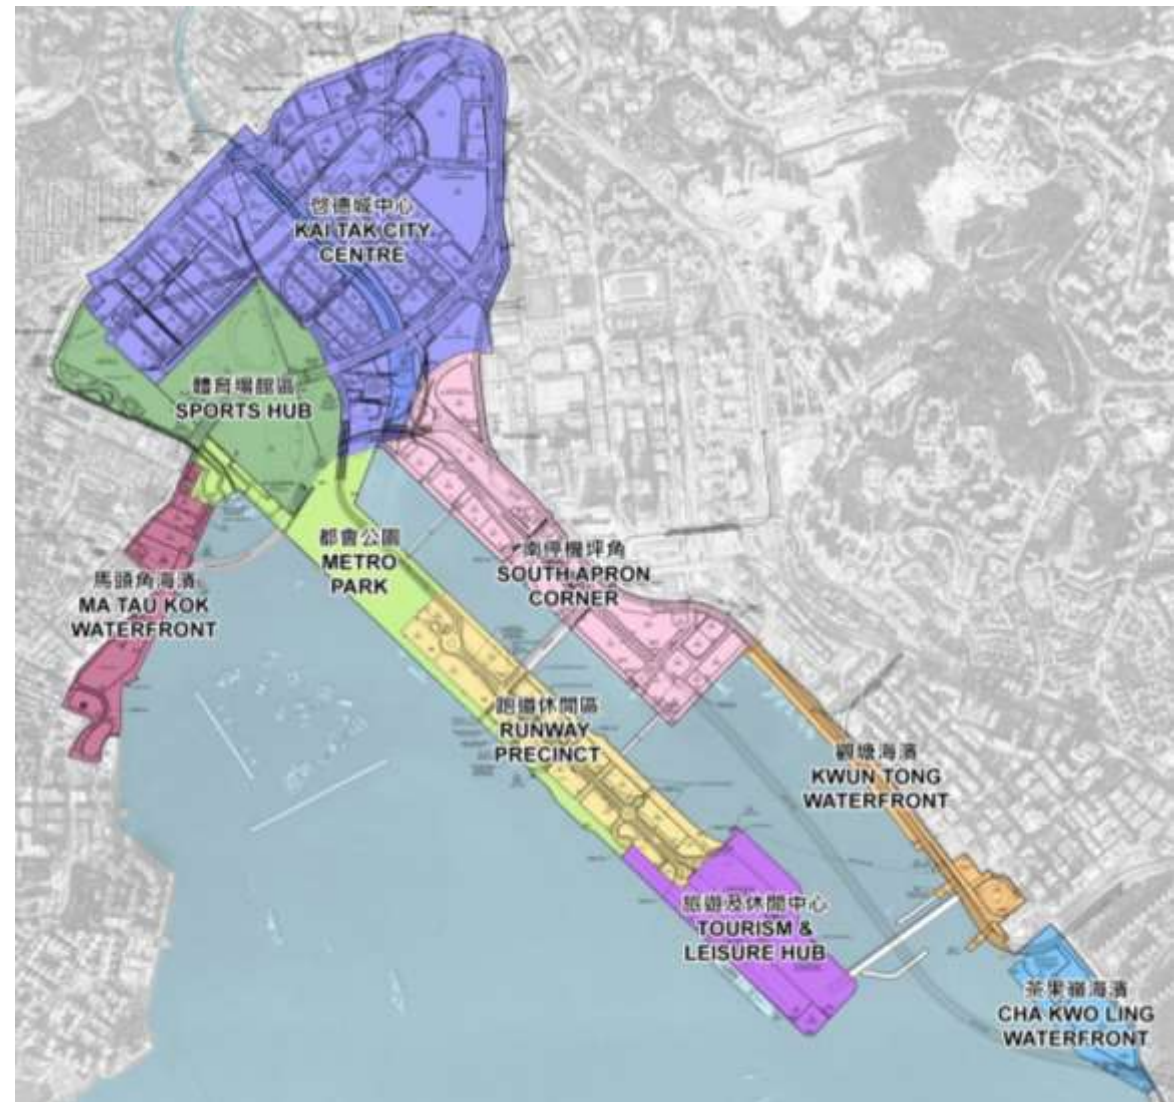 啓德城中心
KAI TAK CITY
CENTRE
體育場館區
SPORTS HUB
都會公園
METRO
PARK
南停機坪角
SOUTH APRON
CORNER
馬頭角海濱
MA TAU KOK
WATERFRONT
跑道休閒區
RUNWAY
PRECINCT
觀塘海濱
KWUN TONG
WATERFRONT
旅遊及休閒中心
TOURISM &
LEISURE HUB
茶果嶺海濱
CHA KWO LING
WATERFRONT